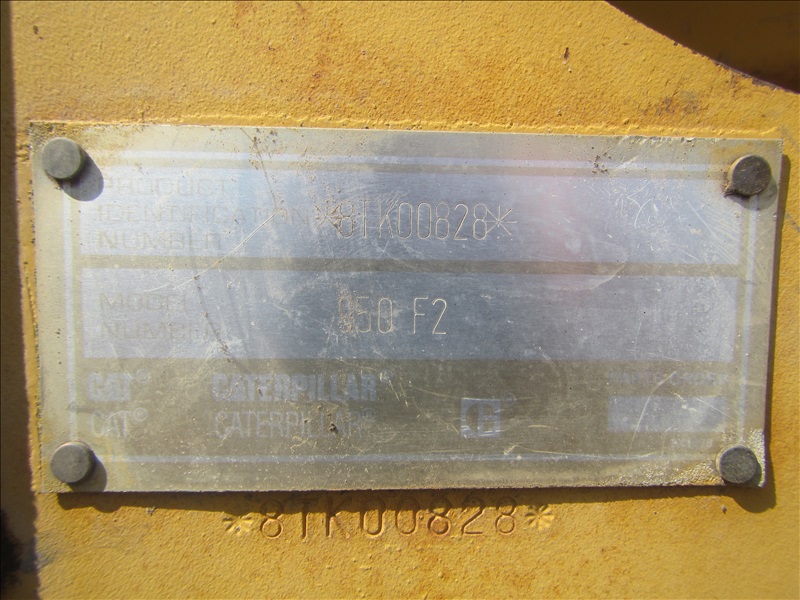 PRODUCT
IDENTIFICATION *8TK00828*
NUMBER
MODEL
NUMBER 950 F2
CAT® CATERPILLAR®
CAT® CATERPILLAR®
*8TK00828*